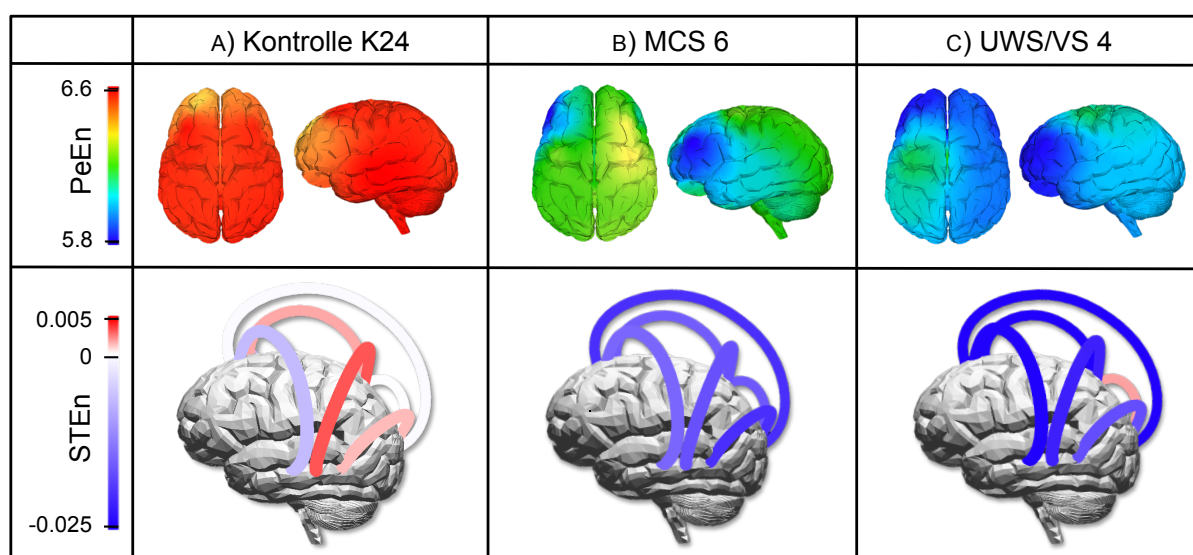 A) Kontrolle K24
B) MCS 6
C) UWS/VS 4
6.6
PeEn
5.8
0.005
0
STEn
-0.025